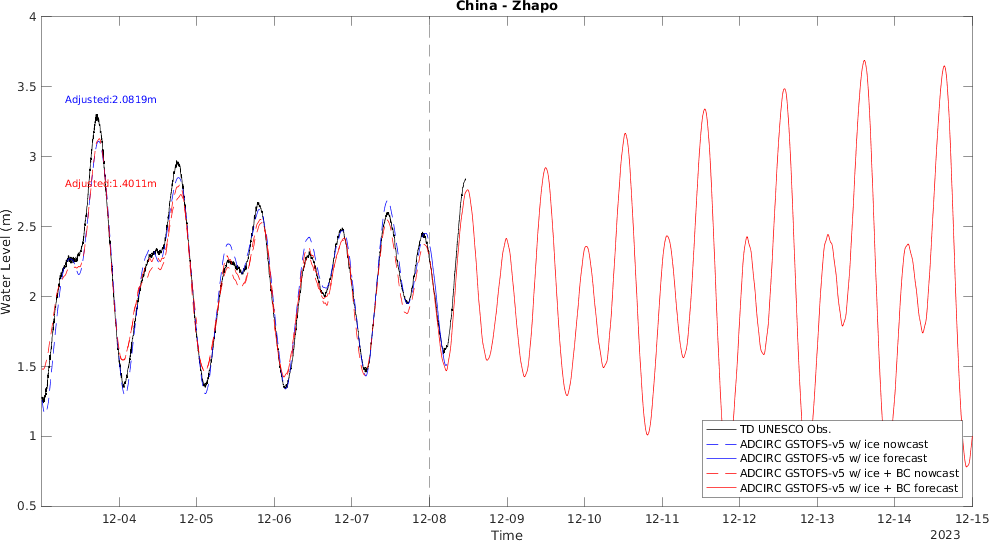 China - Zhapo
4
3.5
3
2.5
2
1.5
1
0.5
Water Level (m)
Adjusted:2.0819m
Adjusted:1.4011m
TD UNESCO Obs.
ADCIRC GSTOFS-v5 w/ ice nowcast
ADCIRC GSTOFS-v5 w/ ice forecast
ADCIRC GSTOFS-v5 w/ ice + BC nowcast
ADCIRC GSTOFS-v5 w/ ice + BC forecast
12-04 12-05 12-06 12-07 12-08 12-09 12-10 12-11 12-12 12-13 12-14 12-15
Time
2023